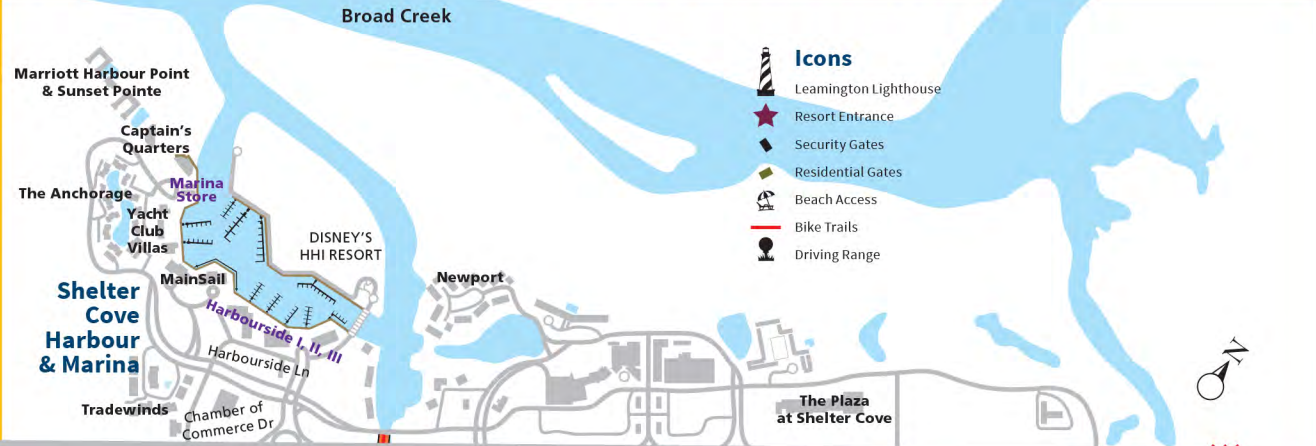 Broad Creek
Marriott Harbour Point
& Sunset Pointe
Captain's
Quarters
The Anchorage
Marina
Store
Yacht
Club
Villas
DISNEY'S
HHI RESORT
MainSail
Newport
Shelter
Cove
Harbour
& Marina
Harbourside I, II, III
Harbourside Ln
Tradewinds
Chamber of
Commerce Dr
Icons
Leamington Lighthouse
Resort Entrance
Security Gates
Residential Gates
Beach Access
Bike Trails
Driving Range
The Plaza
at Shelter Cove
N